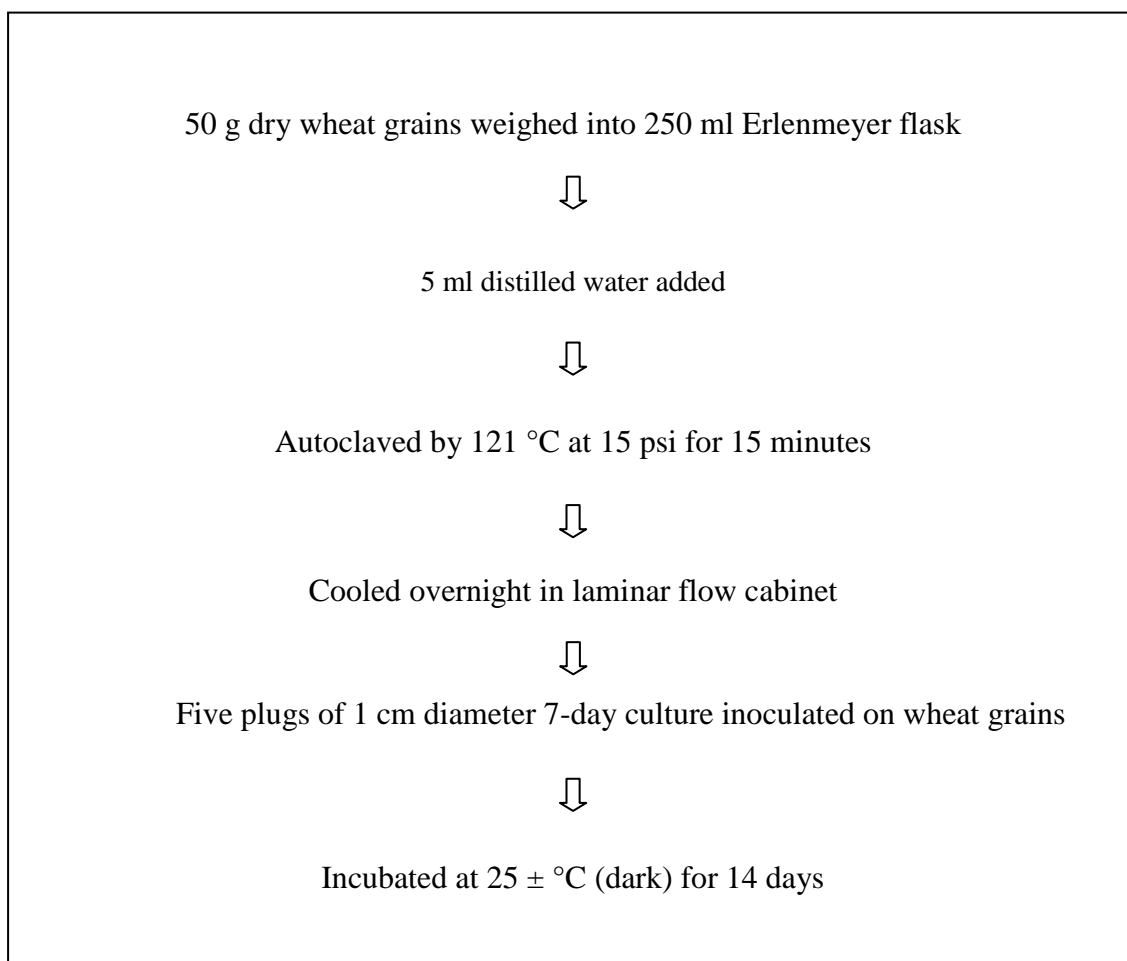 50 g dry wheat grains weighed into 250 ml Erlenmeyer flask
5 ml distilled water added
Autoclaved by 121 °C at 15 psi for 15 minutes
Cooled overnight in laminar flow cabinet
Five plugs of 1 cm diameter 7-day culture inoculated on wheat grains
Incubated at 25 ± °C (dark) for 14 days